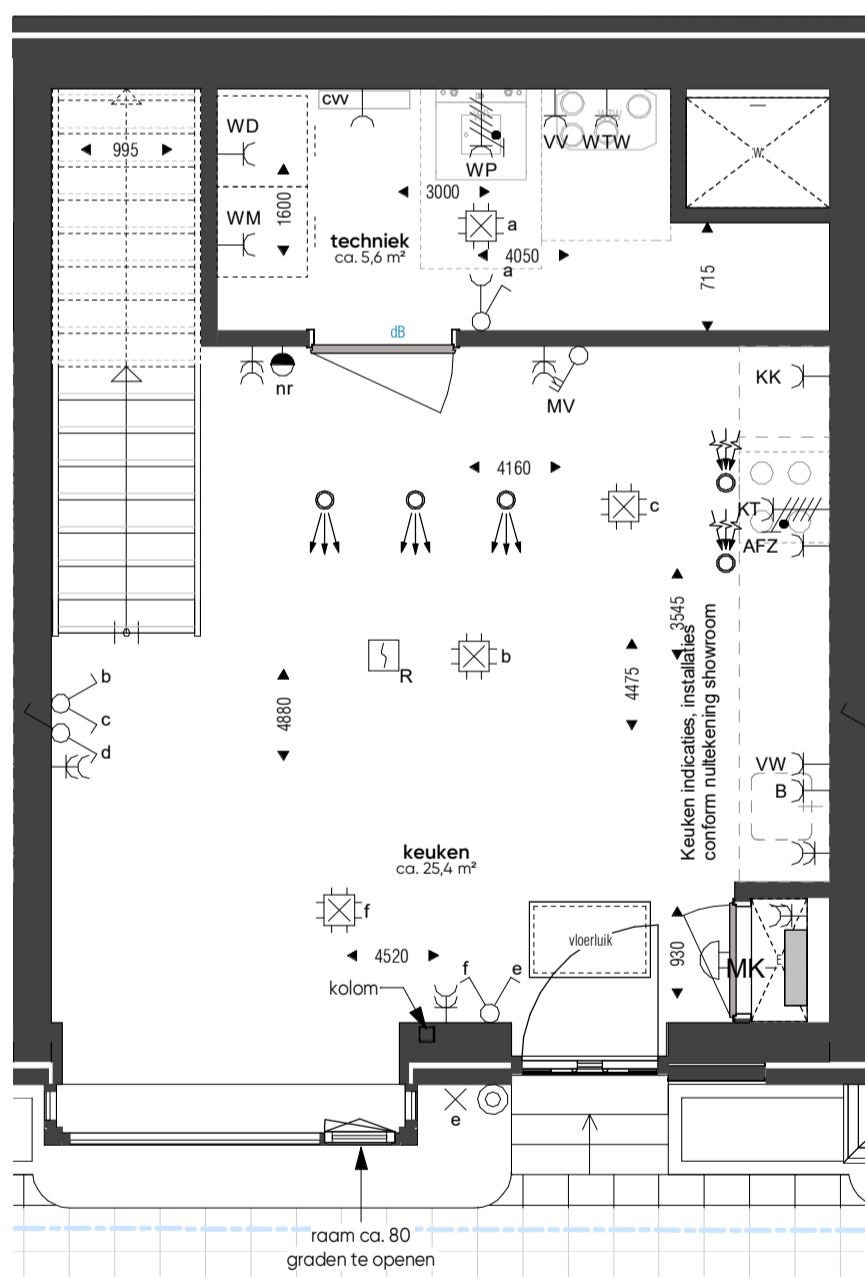 cvv
WD
995
VV
WTW
WP
W
3000
1600
WM
a
techniek
ca. 5,6 m²
4050
a
715
dB
nr
MV
KK
4160
c
KT
AFZ
3545
R
b
4475
4880
Keuken indicaties, installaties
conform nultekening showroom
b
c
d
VW
B
keuken
ca. 25,4 m²
f
vloerluik
930
MK
E
4520
f
e
kolom
e
raam ca. 80
graden te openen